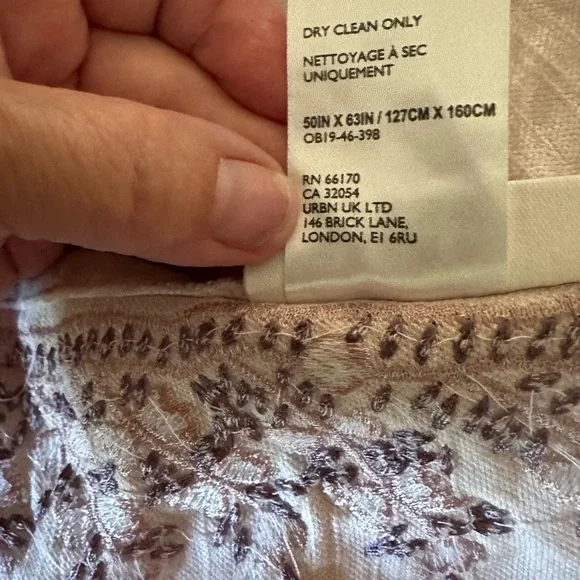 DRY CLEAN ONLY
NETTOYAGE À SEC
UNIQUEMENT
50IN X 63IN / 127CM X 160CM
OB19-46-398
RN 66170
CA 32054
URBN UK LTD
146 BRICK LANE,
LONDON, E1 6RU